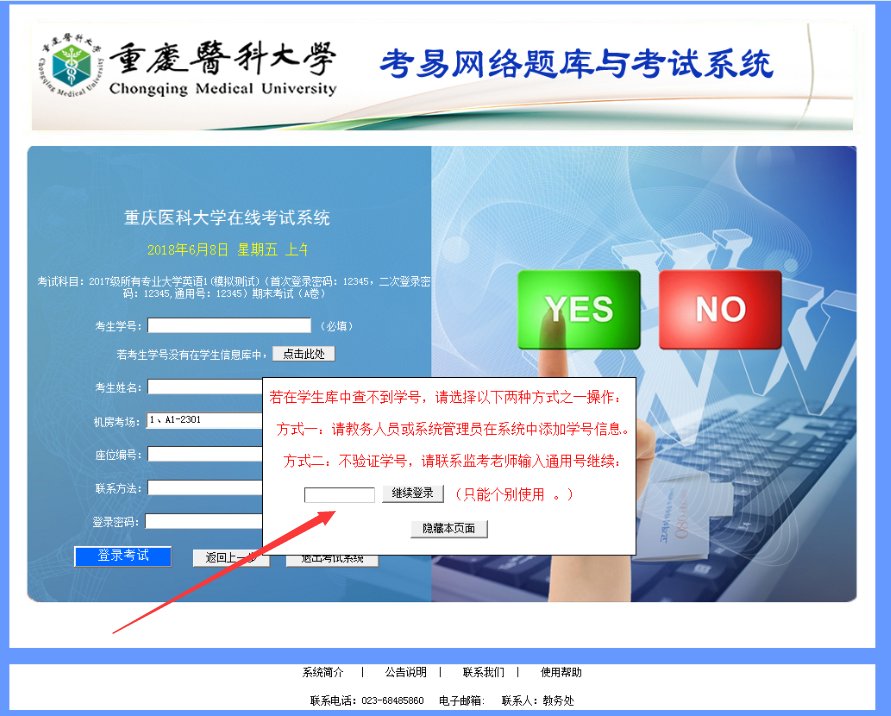 重慶醫科大學
Chongqing Medical University
考易网络题库与考试系统
重庆医科大学在线考试系统
2018年6月8日 星期五 上午
考试科目：2017级所有专业大学英语1(模拟测试)（首次登录密码：12345，二次登录密
码：12345,通用号：12345）期末考试（A卷）
考生学号：
（必填）
若考生学号没有在学生信息库中，
点击此处
考生姓名：
机房考场：
1、A1-2301
座位编号：
联系方法：
登录密码：
登录考试
返回上一步
退出考试系统
YES
NO
若在学生库中查不到学号，请选择以下两种方式之一操作：
方式一：请教务人员或系统管理员在系统中添加学号信息。
方式二：不验证学号，请联系监考老师输入通用号继续：
继续登录
（只能个别使用 。）
隐藏本页面
系统简介 | 公告说明 | 联系我们 | 使用帮助
联系电话：023-68485860 电子邮箱: 联系人：教务处